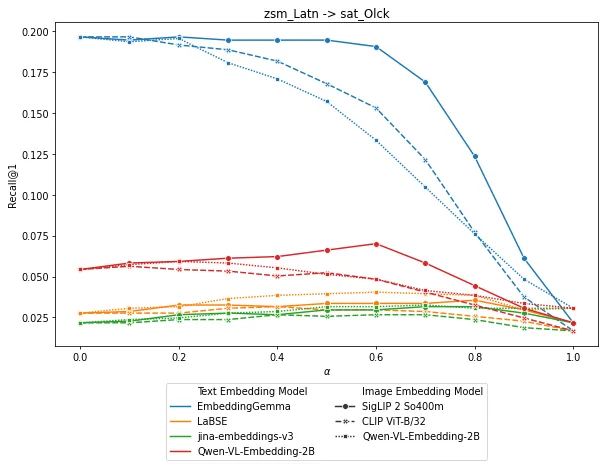 zsm_Latn -> sat_Olck
Recall@1
0.200
0.175
0.150
0.125
0.100
0.075
0.050
0.025
0.0 0.2 0.4 0.6 0.8 1.0
α
Text Embedding Model Image Embedding Model
EmbeddingGemma SigLIP 2 So400m
LaBSE CLIP ViT-B/32
jina-embeddings-v3 Qwen-VL-Embedding-2B
Qwen-VL-Embedding-2B